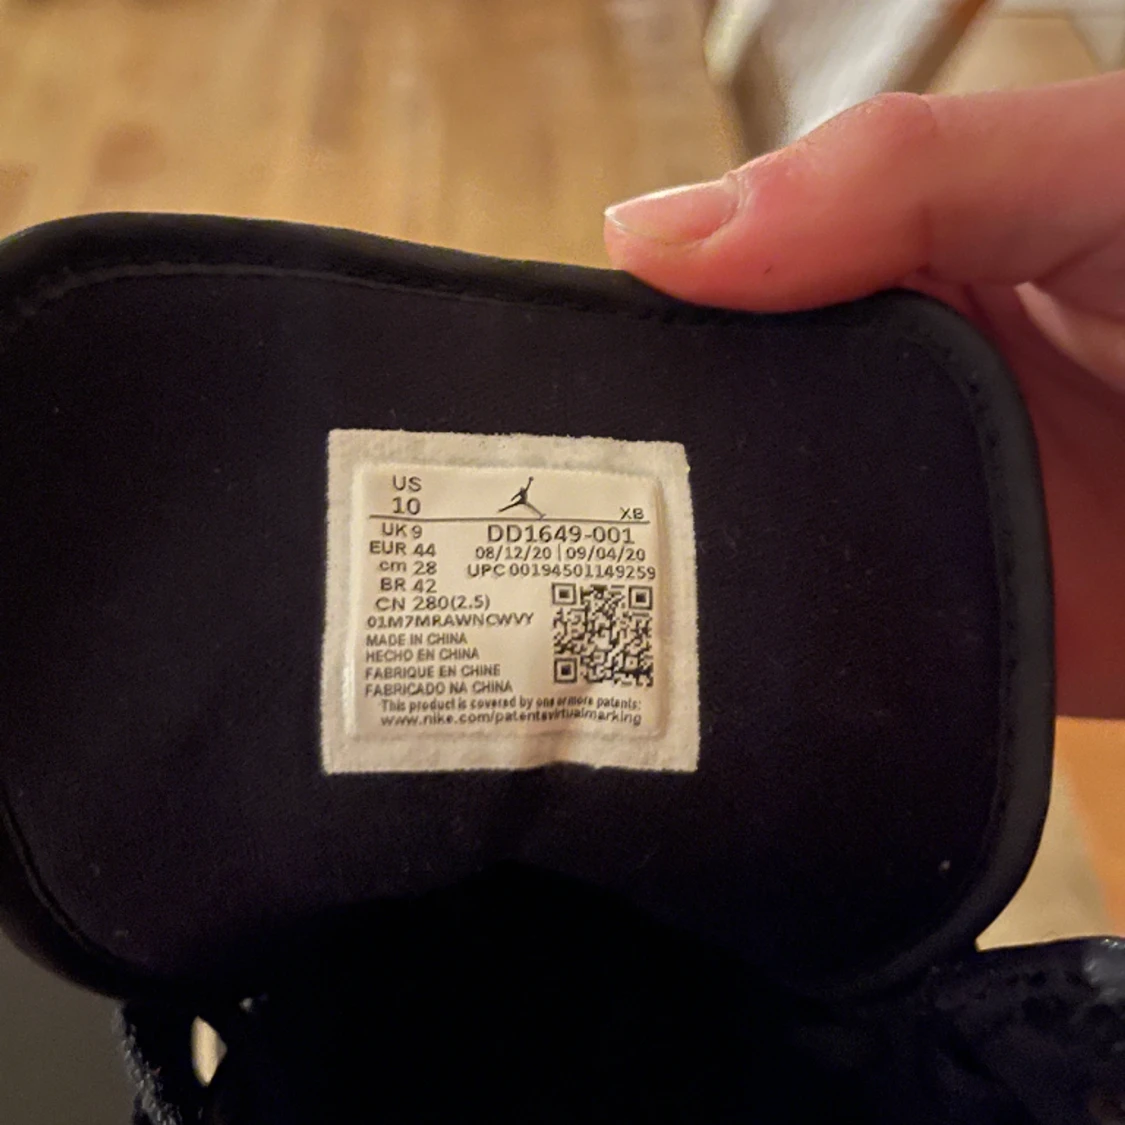 US
10
XB
UK 9
DD1649-001
EUR 44
08/12/20 | 09/04/20
cm 28
UPC 00194501149259
BR 42
CN 280(2.5)
01M7MRAWNCWVY
MADE IN CHINA
HECHO EN CHINA
FABRIQUE EN CHINE
FABRICADO NA CHINA
This product is covered by one or more patents:
www.nike.com/patentsvirtualmarking